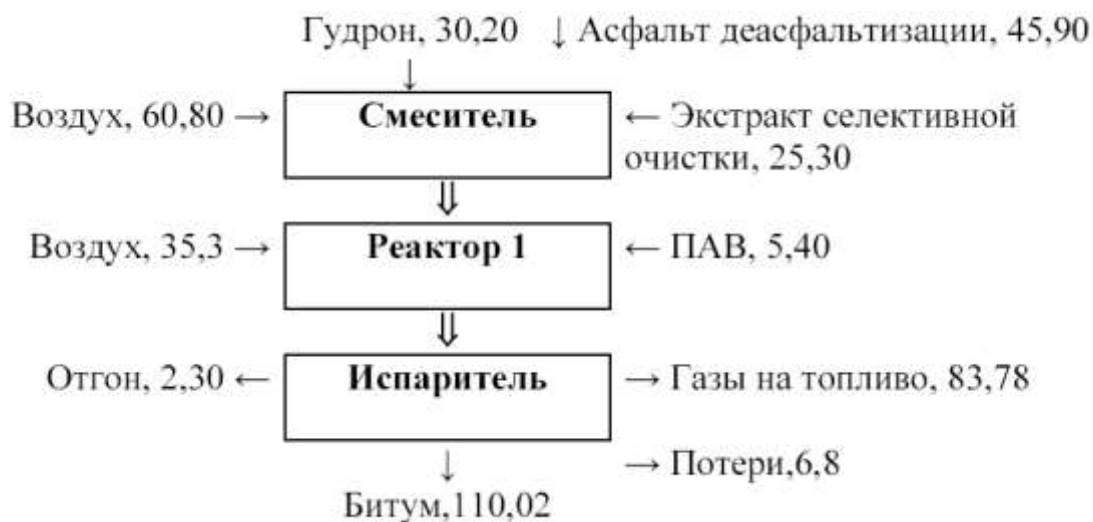 Гудрон, 30,20 ↓ Асфальт деасфальтизации, 45,90
↓
Воздух, 60,80 → Смеситель ← Экстракт селективной
очистки, 25,30
⇓
Воздух, 35,3 → Реактор 1 ← ПАВ, 5,40
⇓
Отгон, 2,30 ← Испаритель → Газы на топливо, 83,78
↓ → Потери,6,8
Битум,110,02